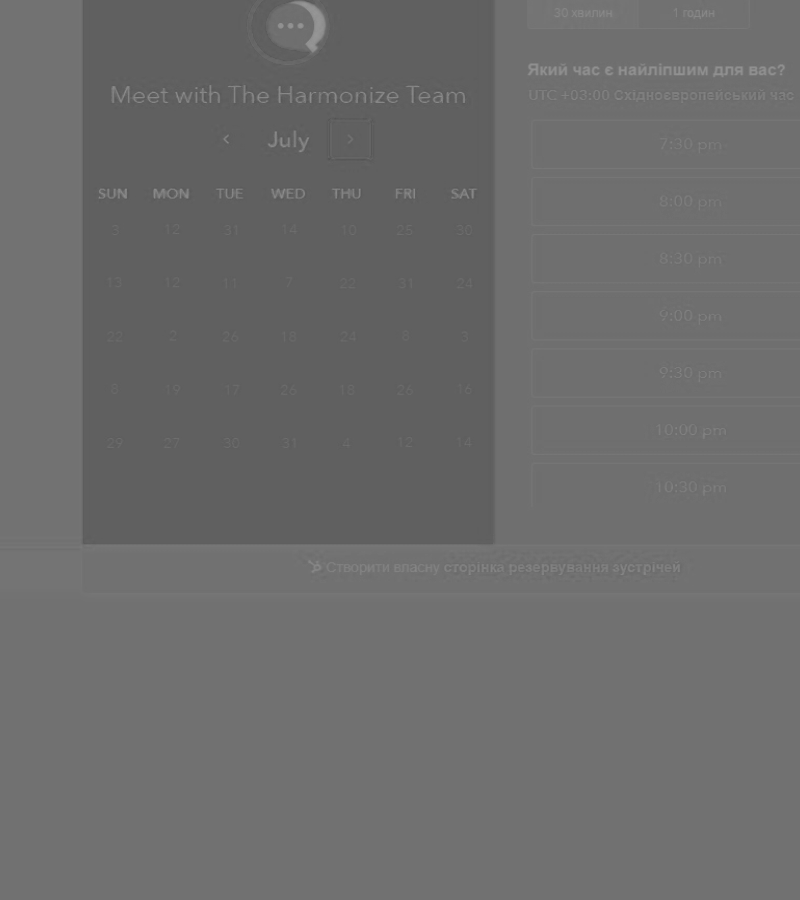 30 хвилин 1 годин
Meet with The Harmonize Team
July
Який час є найліпшим для вас?
UTC +03:00 Східноєвропейський час
SUN MON TUE WED THU FRI SAT
3 12 31 14 10 25 30
13 12 11 7 22 31 24
22 2 26 18 24 8 3
8 19 17 26 18 26 16
29 27 30 31 4 12 14
7:30 pm
8:00 pm
8:30 pm
9:00 pm
9:30 pm
10:00 pm
10:30 pm
Створити власну сторінка резервування зустрічей